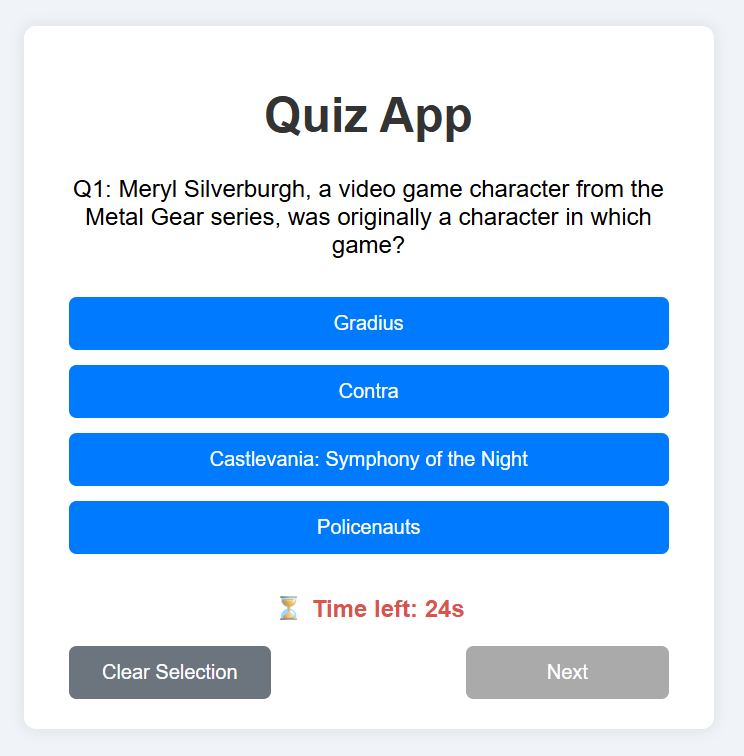 Quiz App
Q1: Meryl Silverburgh, a video game character from the
Metal Gear series, was originally a character in which
game?
Gradius
Contra
Castlevania: Symphony of the Night
Policenauts
⏳ Time left: 24s
Clear Selection
Next